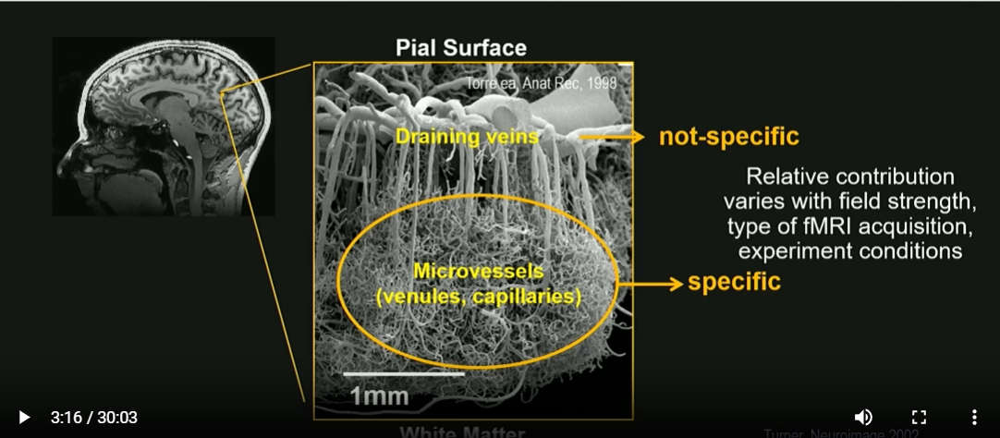 Pial Surface
Torre ea, Anat Rec, 1998
Draining veins
not-specific
Relative contribution
varies with field strength,
type of fMRI acquisition,
experiment conditions
Microvessels
(venules, capillaries)
specific
1mm
3:16 / 30:03
White Matter
Turner, Neuroimage 2002